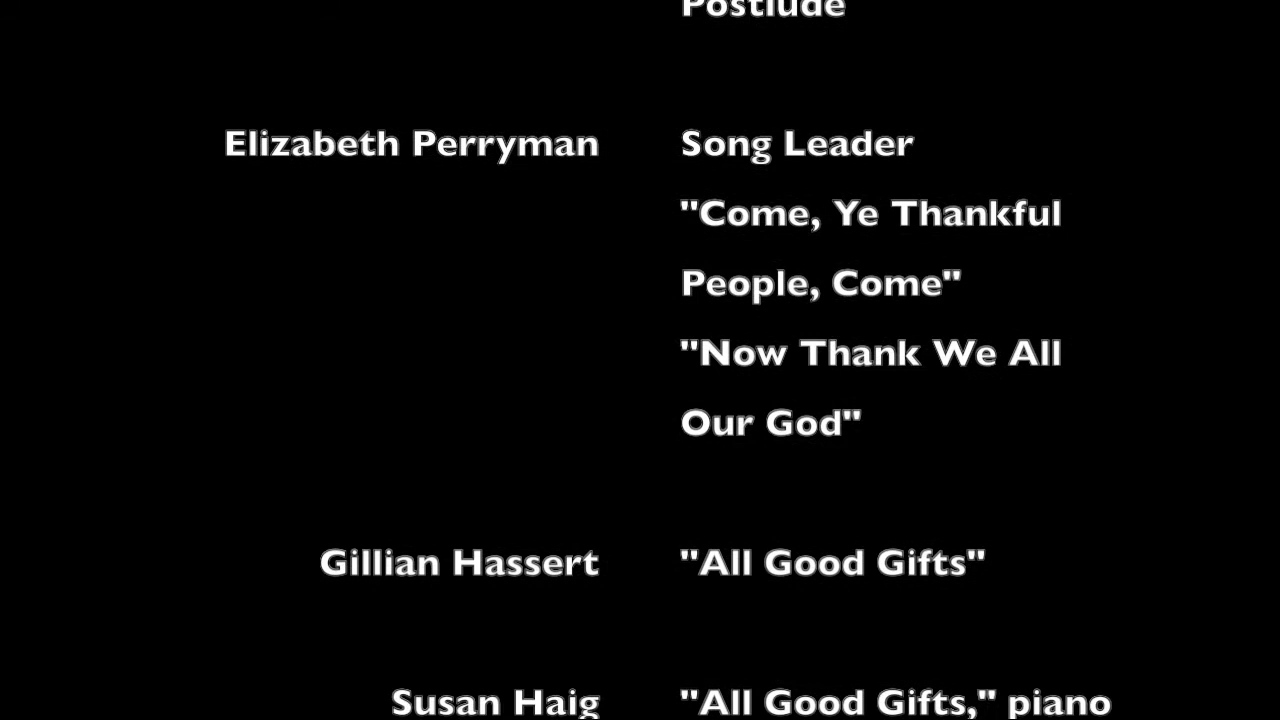 Postlude
Elizabeth Perryman Song Leader
"Come, Ye Thankful
People, Come"
"Now Thank We All
Our God"
Gillian Hassert "All Good Gifts"
Susan Haig "All Good Gifts," piano